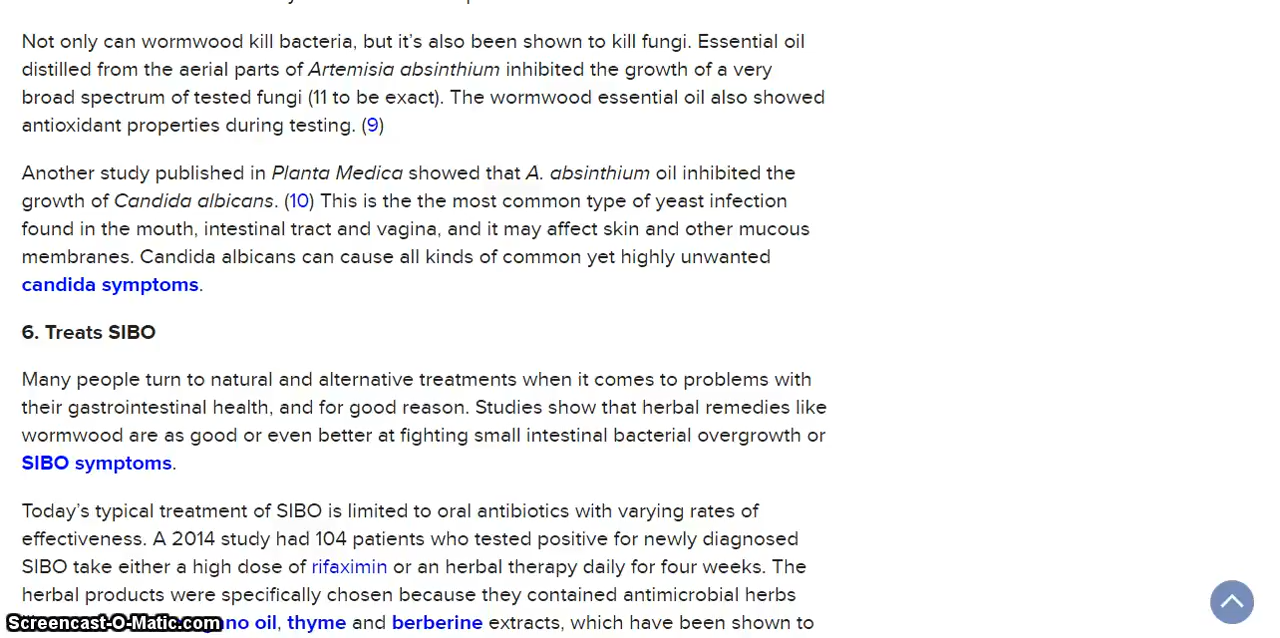 Not only can wormwood kill bacteria, but it's also been shown to kill fungi. Essential oil
distilled from the aerial parts of Artemisia absinthium inhibited the growth of a very
broad spectrum of tested fungi (11 to be exact). The wormwood essential oil also showed
antioxidant properties during testing. (9)
Another study published in Planta Medica showed that A. absinthium oil inhibited the
growth of Candida albicans. (10) This is the the most common type of yeast infection
found in the mouth, intestinal tract and vagina, and it may affect skin and other mucous
membranes. Candida albicans can cause all kinds of common yet highly unwanted
candida symptoms.
6. Treats SIBO
Many people turn to natural and alternative treatments when it comes to problems with
their gastrointestinal health, and for good reason. Studies show that herbal remedies like
wormwood are as good or even better at fighting small intestinal bacterial overgrowth or
SIBO symptoms.
Today's typical treatment of SIBO is limited to oral antibiotics with varying rates of
effectiveness. A 2014 study had 104 patients who tested positive for newly diagnosed
SIBO take either a high dose of rifaximin or an herbal therapy daily for four weeks. The
herbal products were specifically chosen because they contained antimicrobial herbs
Screencast-O-Matic.com oil, thyme and berberine extracts, which have been shown to